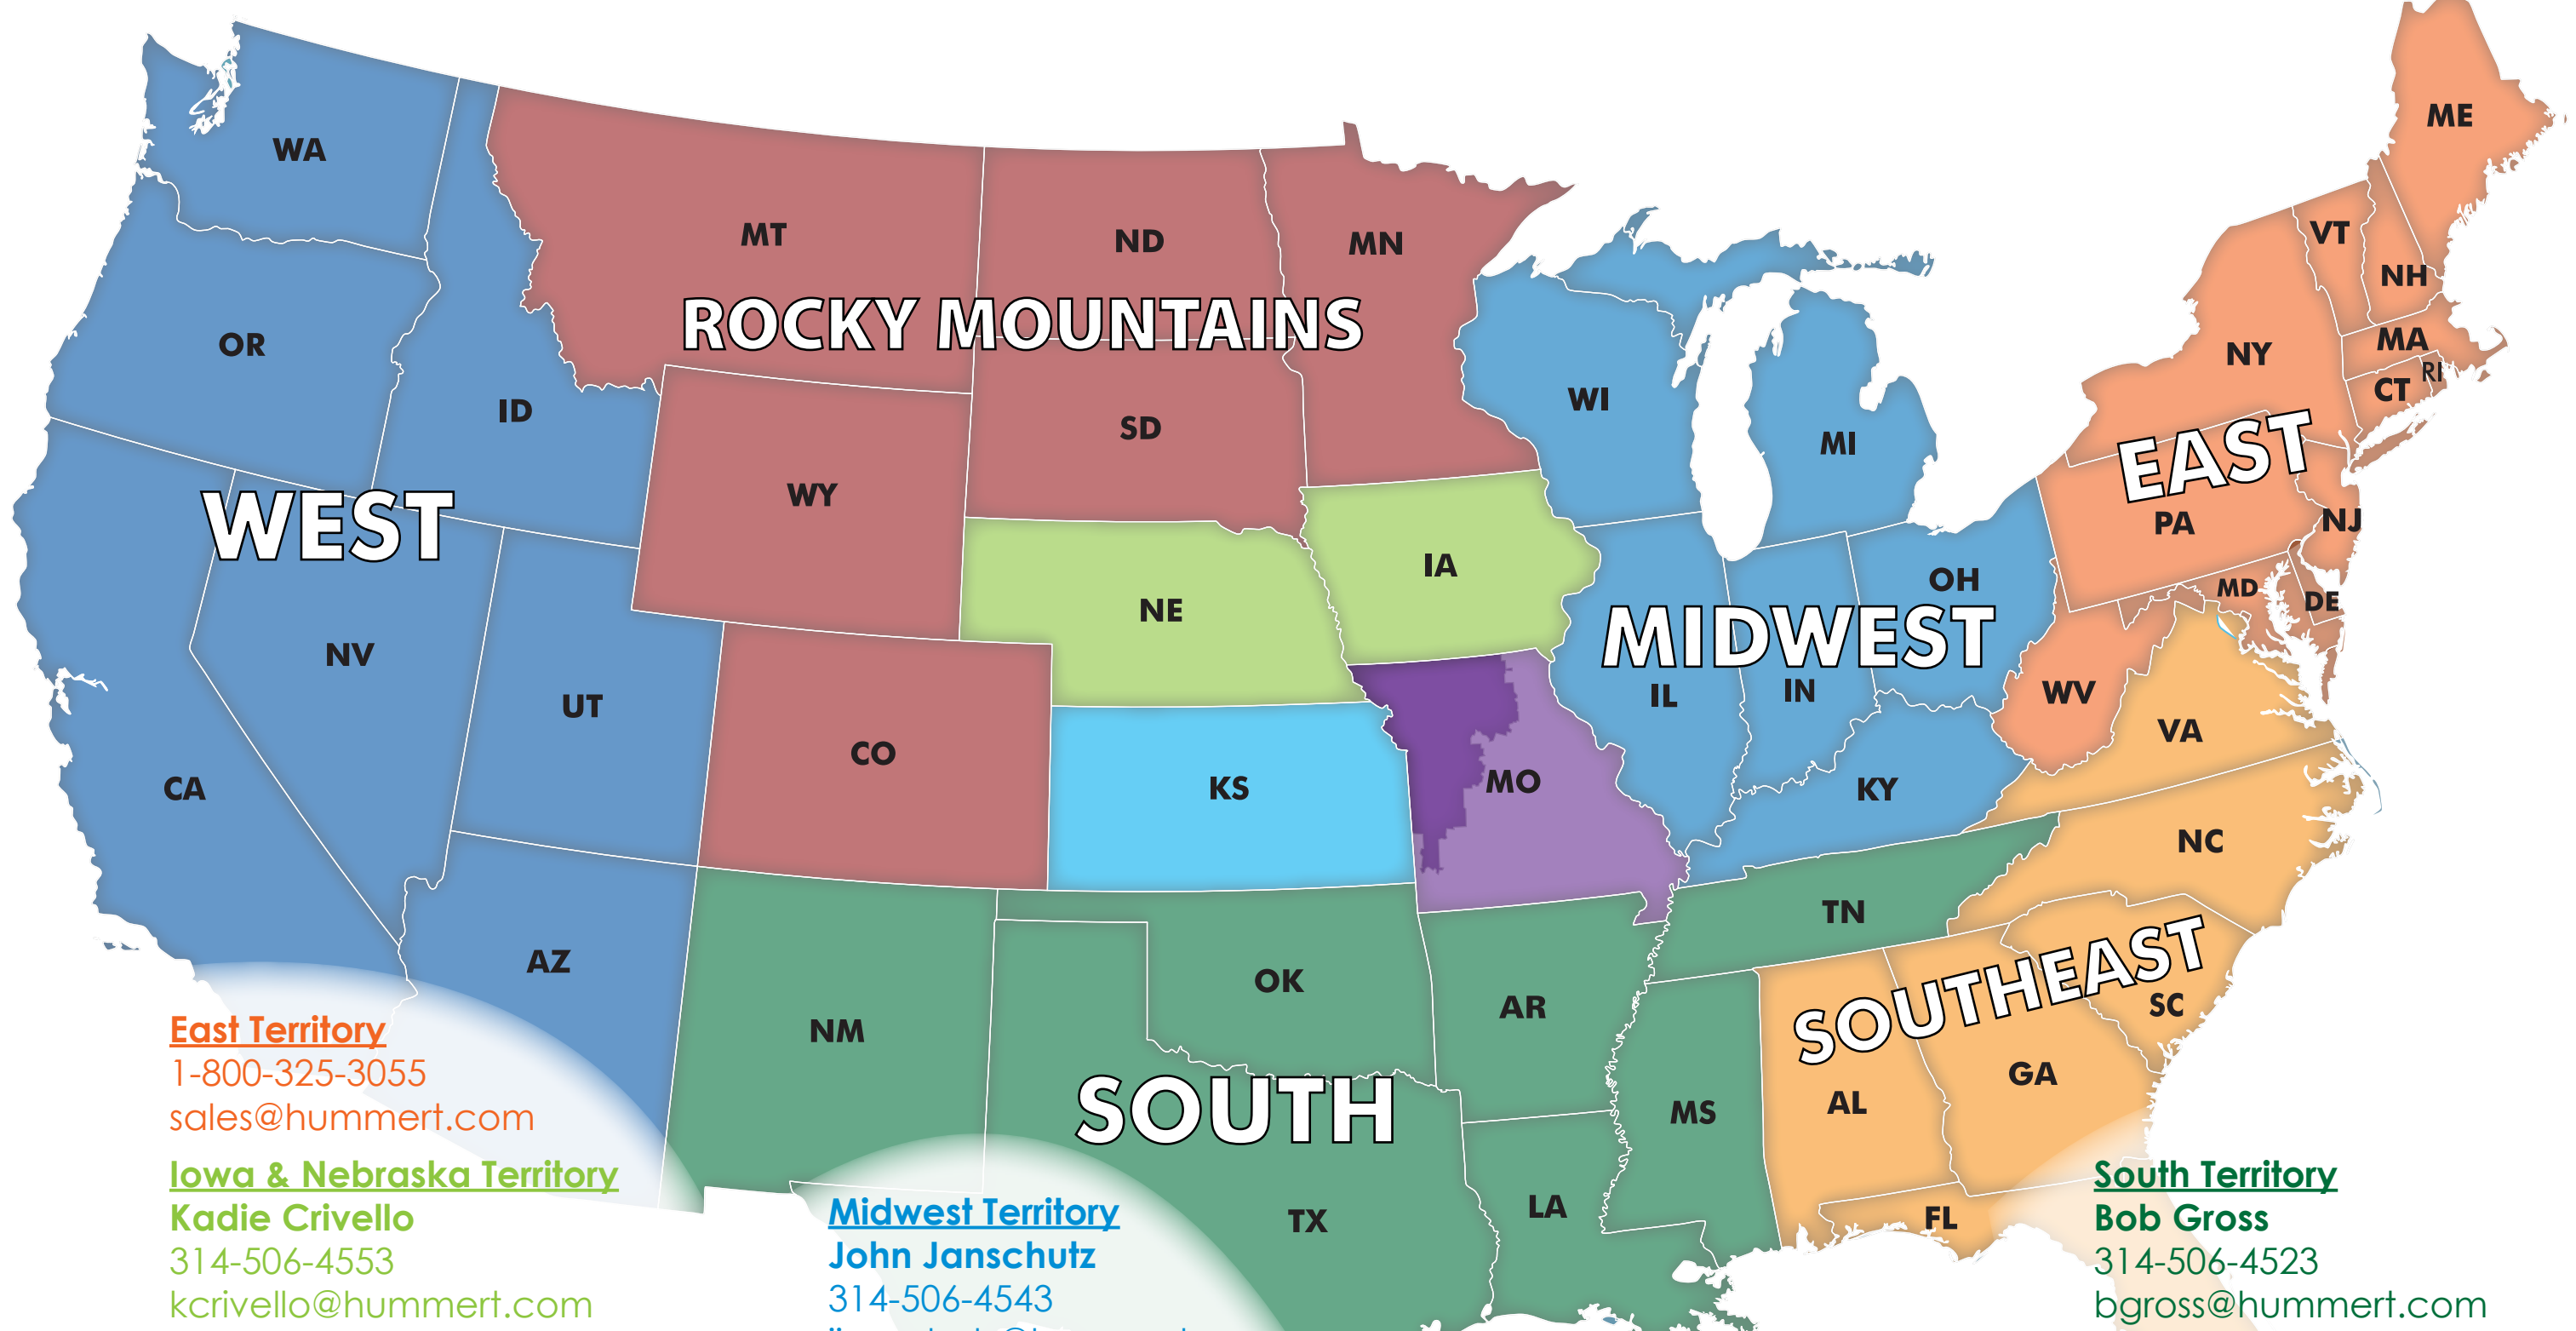 ME
WA
VT
MT
ND
MN
NH
ROCKY MOUNTAINS
OR
NY
MA
RI
CT
WI
ID
SD
MI
EAST
WY
WEST
PA
NJ
IA
OH
MD
DE
NE
MIDWEST
NV
IL
IN
WV
UT
VA
CO
KS
MO
KY
CA
NC
TN
AZ
OK
SOUTHEAST
SC
AR
NM
GA
SOUTH
AL
MS
LA
TX
FL
East Territory
1-800-325-3055
sales@hummert.com
Iowa & Nebraska Territory
Kadie Crivello
314-506-4553
kcrivello@hummert.com
Midwest Territory
John Janschutz
314-506-4543
South Territory
Bob Gross
314-506-4523
bgross@hummert.com